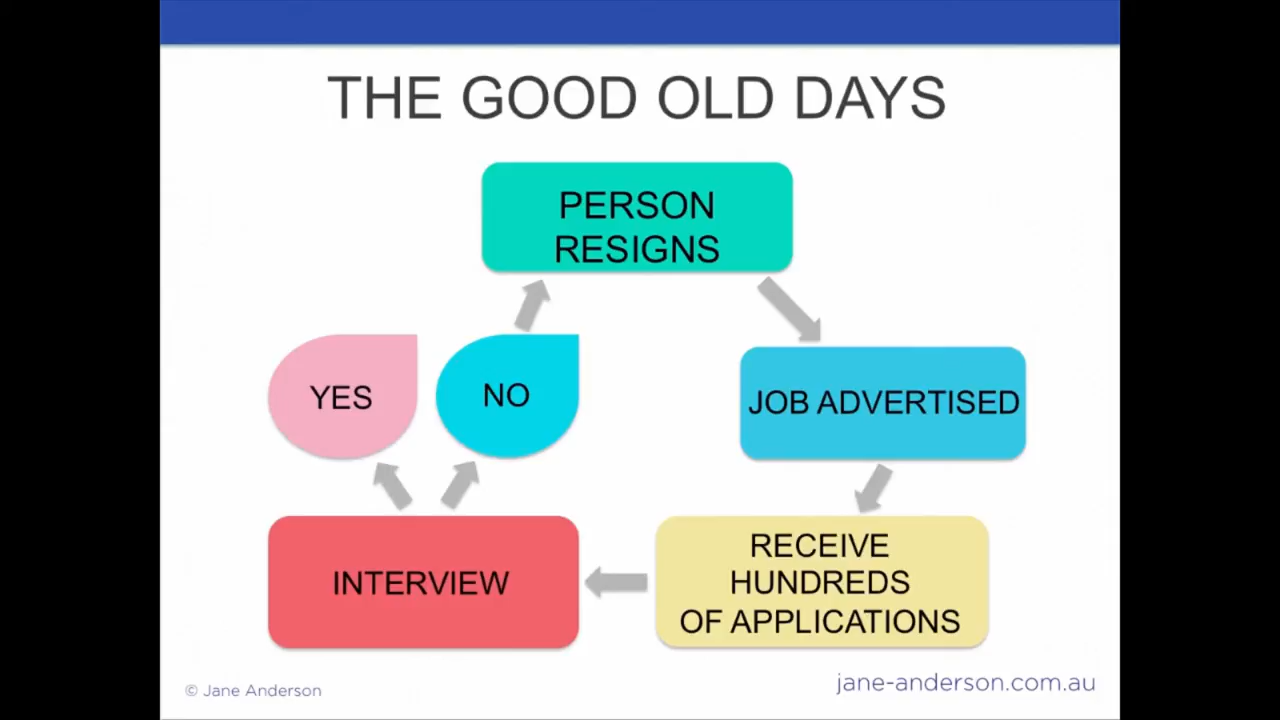 THE GOOD OLD DAYS
PERSON
RESIGNS
YES
NO
JOB ADVERTISED
INTERVIEW
RECEIVE
HUNDREDS
OF APPLICATIONS
© Jane Anderson
jane-anderson.com.au